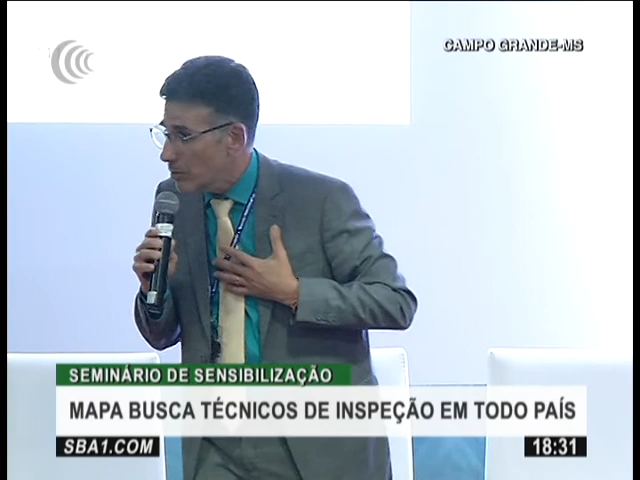 CAMPO GRANDE-MS
SEMINÁRIO DE SENSIBILIZAÇÃO
MAPA BUSCA TÉCNICOS DE INSPEÇÃO EM TODO PAÍS
SBA1.COM
18:31